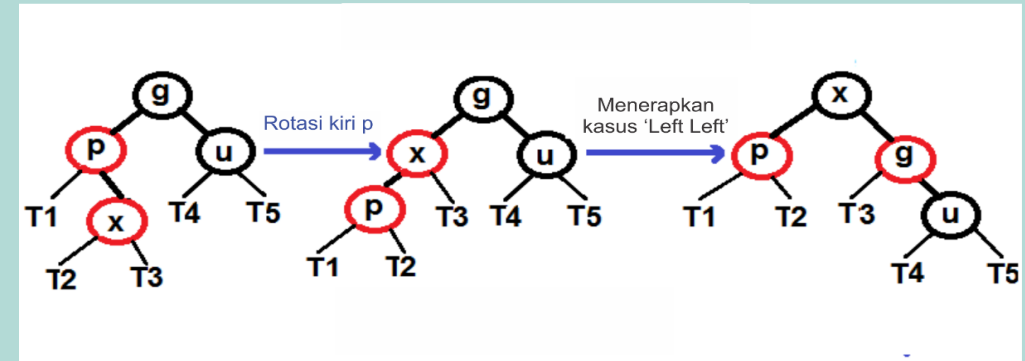 g
p
u
T1
x
T4
T5
T2
T3
Rotasi kiri p
g
x
u
p
T3
T4
T5
T1
T2
Menerapkan
kasus ‘Left Left’
x
p
g
T1
T2
T3
u
T4
T5